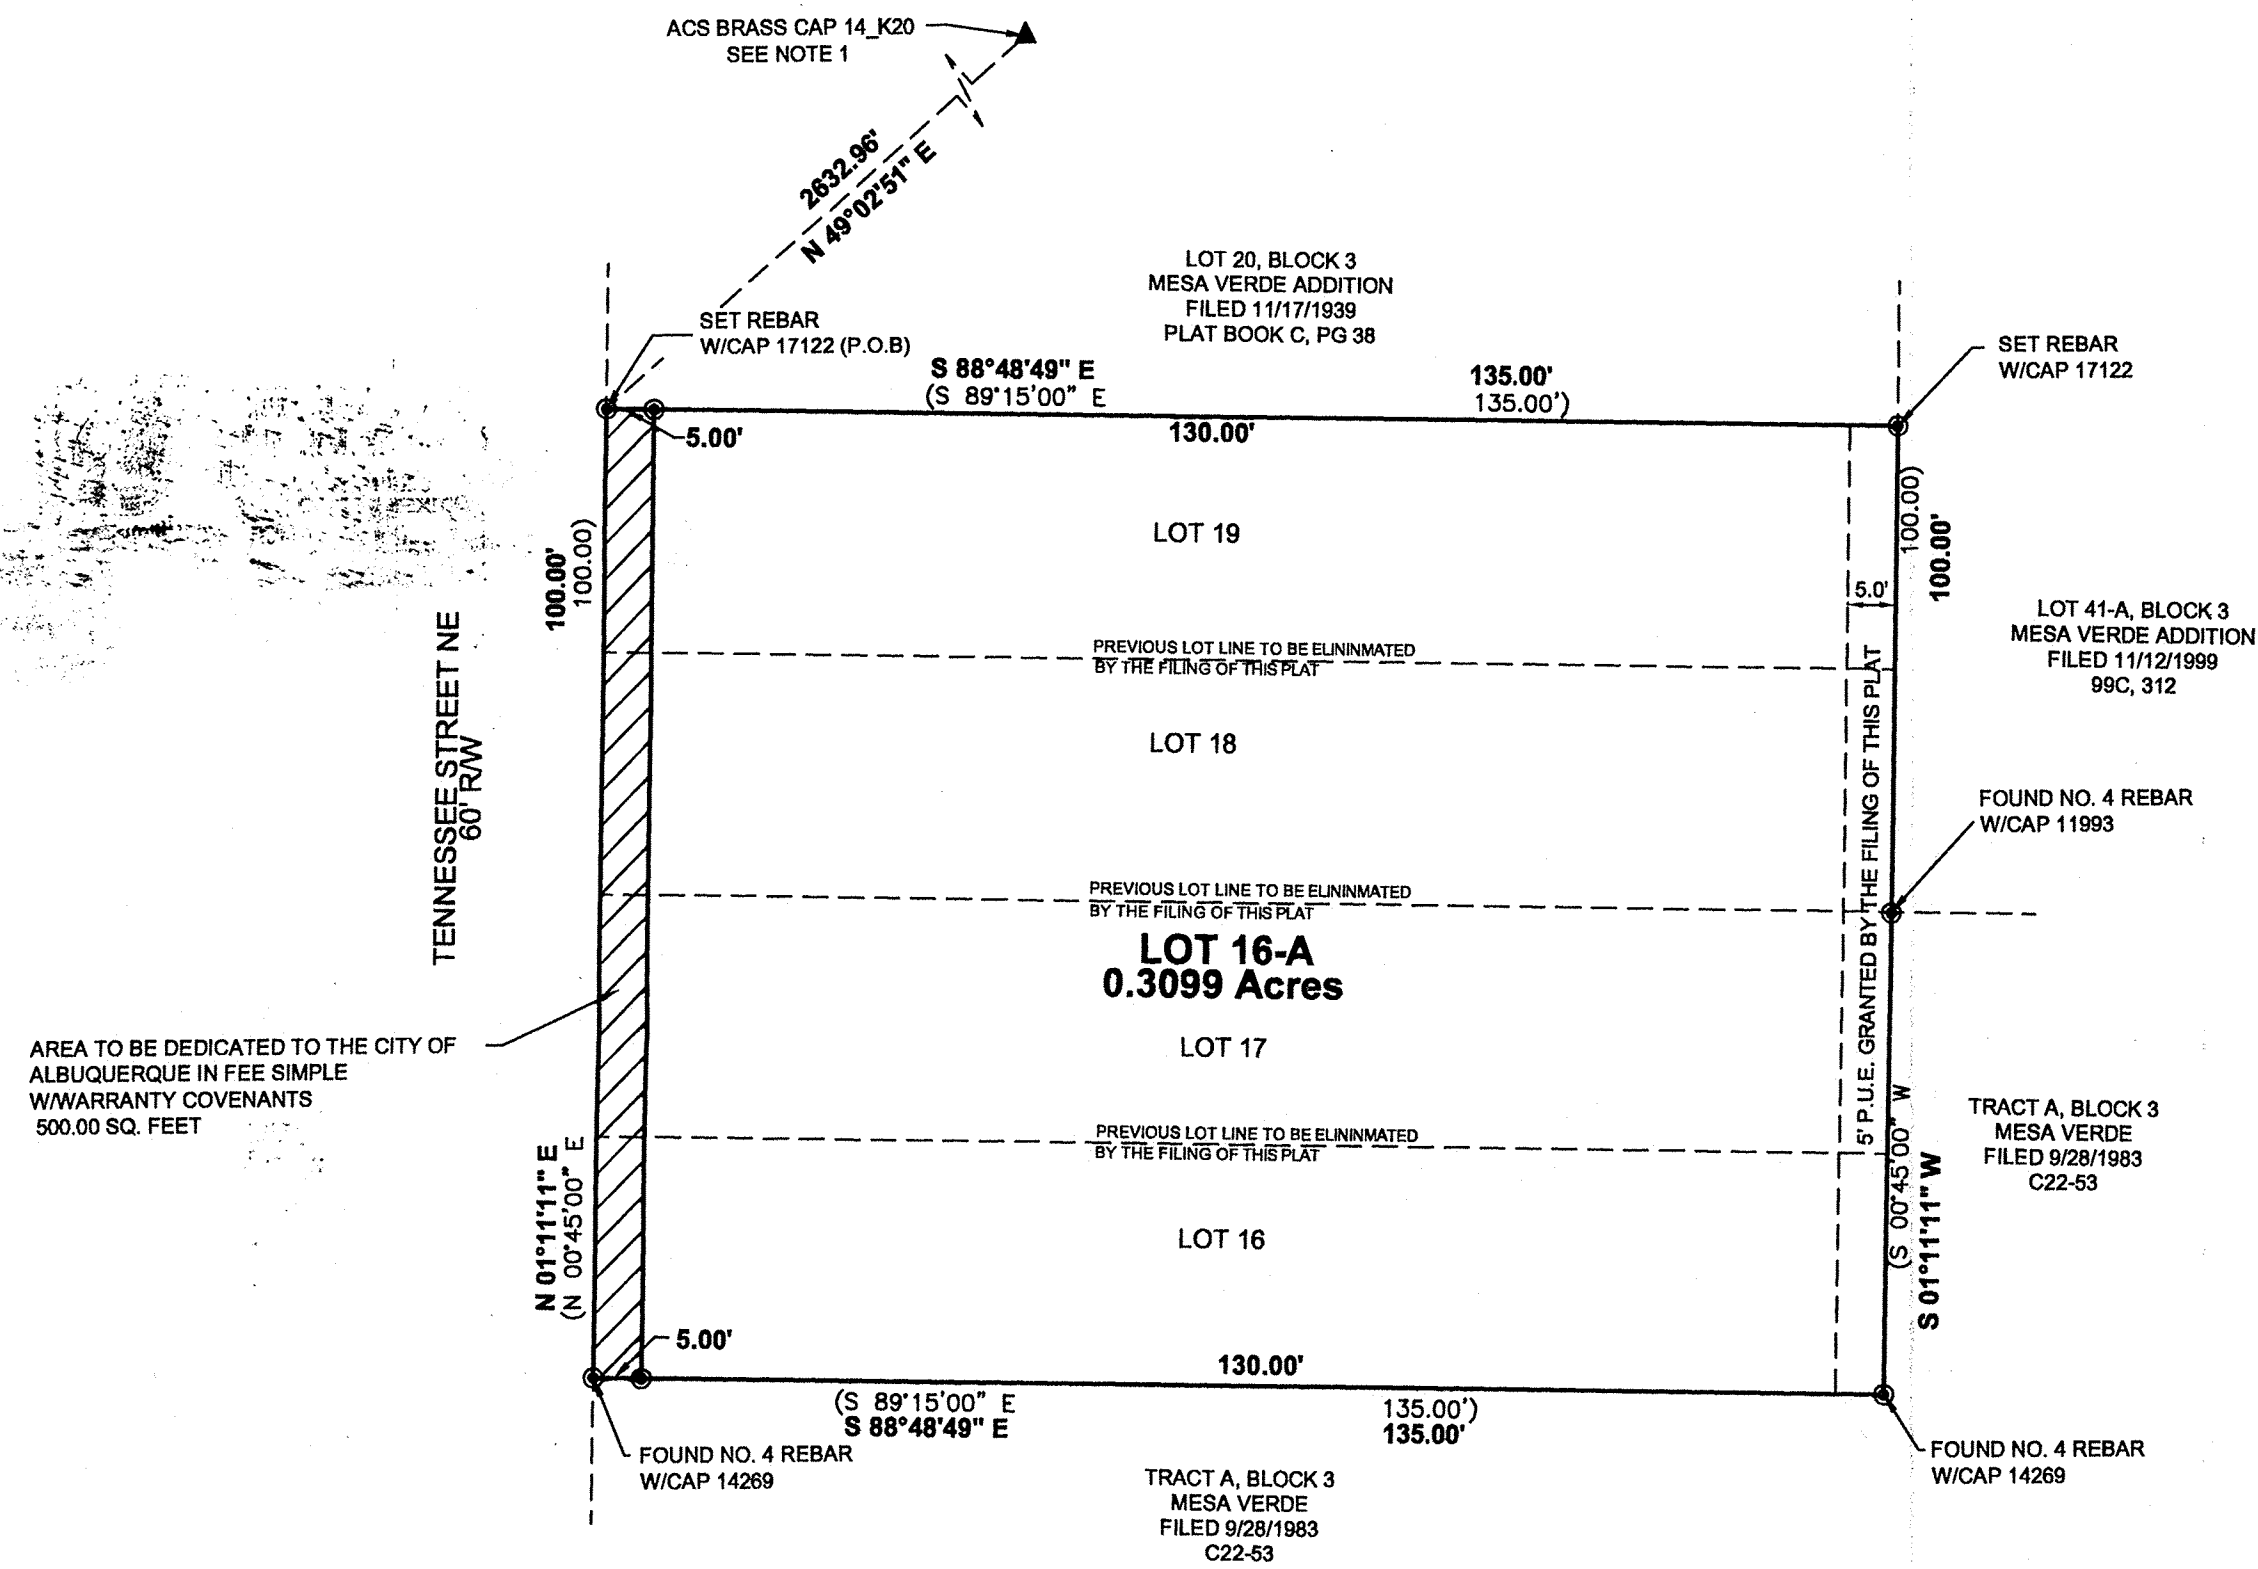 ACS BRASS CAP 14_K20
SEE NOTE 1
2632.96'
N 49°02'51" E
LOT 20, BLOCK 3
MESA VERDE ADDITION
FILED 11/17/1939
PLAT BOOK C, PG 38
SET REBAR
W/CAP 17122 (P.O.B)
SET REBAR
W/CAP 17122
S 88°48'49" E
(S 89°15'00" E
135.00'
135.00')
5.00'
130.00'
LOT 19
100.00'
100.00)
100.00)
100.00'
5.0'
LOT 41-A, BLOCK 3
MESA VERDE ADDITION
FILED 11/12/1999
99C, 312
PREVIOUS LOT LINE TO BE ELININMATED
BY THE FILING OF THIS PLAT
TENNESSEE STREET NE
60' R/W
LOT 18
5' P.U.E. GRANTED BY THE FILING OF THIS PLAT
FOUND NO. 4 REBAR
W/CAP 11993
PREVIOUS LOT LINE TO BE ELININMATED
BY THE FILING OF THIS PLAT
LOT 16-A
0.3099 Acres
LOT 17
AREA TO BE DEDICATED TO THE CITY OF
ALBUQUERQUE IN FEE SIMPLE
W/WARRANTY COVENANTS
500.00 SQ. FEET
TRACT A, BLOCK 3
MESA VERDE
FILED 9/28/1983
C22-53
PREVIOUS LOT LINE TO BE ELININMATED
BY THE FILING OF THIS PLAT
N 01°11'11" E
(N 00°45'00" E
(S 00°45'00" W
S 01°11'11" W
LOT 16
5.00'
130.00'
(S 89°15'00" E
S 88°48'49" E
135.00')
135.00'
FOUND NO. 4 REBAR
W/CAP 14269
FOUND NO. 4 REBAR
W/CAP 14269
TRACT A, BLOCK 3
MESA VERDE
FILED 9/28/1983
C22-53